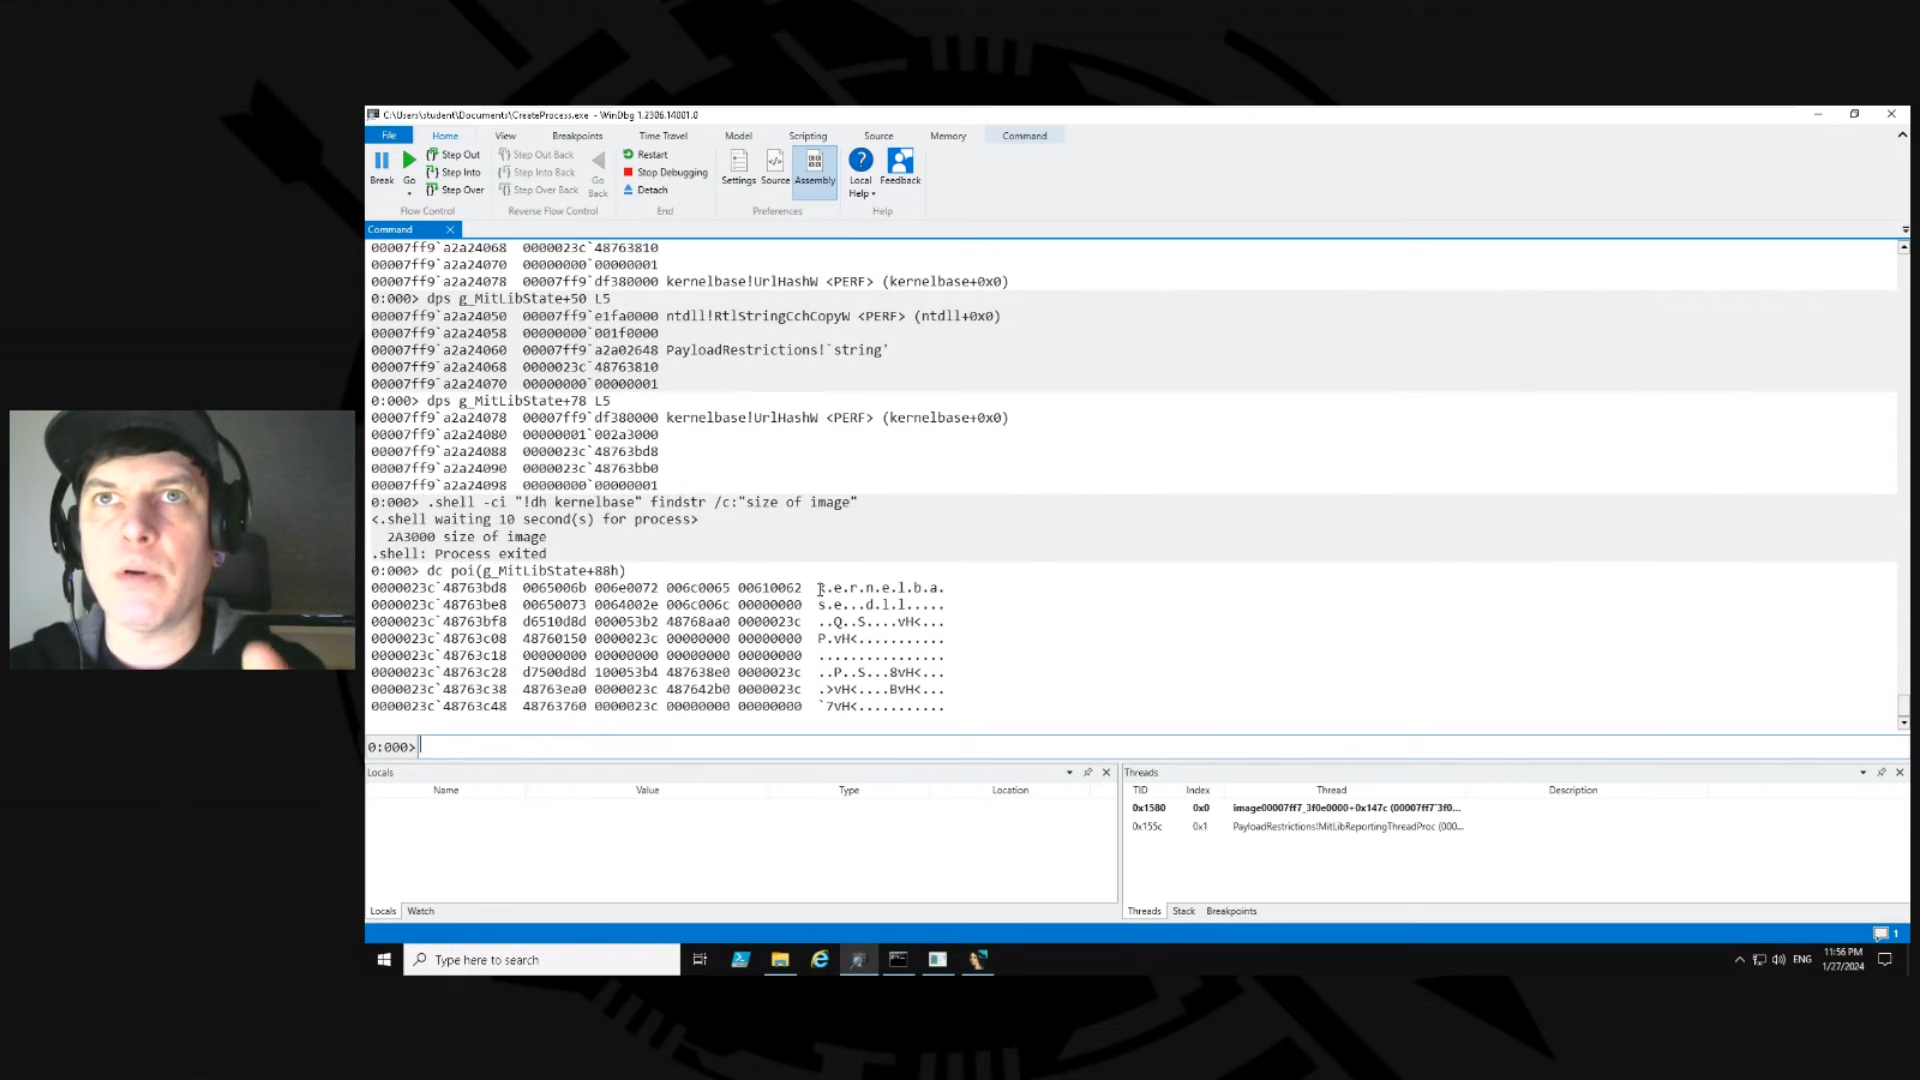 C:\Users\student\Documents\CreateProcess.exe - WinDbg 1.2306.14001.0
File Home View Breakpoints Time Travel Model Scripting Source Memory Command
Break
Go
Step Out
Step Into
Step Over
Flow Control
Step Out Back
Step Into Back
Step Over Back
Go Back
Reverse Flow Control
Restart
Stop Debugging
Detach
End
Settings Source Assembly
Preferences
Local Help
Feedback
Help
Command
00007ff9`a2a24068 0000023c`48763810
00007ff9`a2a24070 00000000`00000001
00007ff9`a2a24078 00007ff9`df380000 kernelbase!UrlHashW <PERF> (kernelbase+0x0)
0:000> dps g_MitLibState+50 L5
00007ff9`a2a24050 00007ff9`e1fa0000 ntdll!RtlStringCchCopyW <PERF> (ntdll+0x0)
00007ff9`a2a24058 00000000`001f0000
00007ff9`a2a24060 00007ff9`a2a02648 PayloadRestrictions!`string'
00007ff9`a2a24068 0000023c`48763810
00007ff9`a2a24070 00000000`00000001
0:000> dps g_MitLibState+78 L5
00007ff9`a2a24078 00007ff9`df380000 kernelbase!UrlHashW <PERF> (kernelbase+0x0)
00007ff9`a2a24080 00000001`002a3000
00007ff9`a2a24088 0000023c`48763bd8
00007ff9`a2a24090 0000023c`48763bb0
00007ff9`a2a24098 00000000`00000001
0:000> .shell -ci "!dh kernelbase" findstr /c:"size of image"
<.shell waiting 10 second(s) for process>
2A3000 size of image
.shell: Process exited
0:000> dc poi(g_MitLibState+88h)
0000023c`48763bd8 0065006b 006e0072 006c0065 00610062 k.e.r.n.e.l.b.a.
0000023c`48763be8 00650073 0064002e 006c006c 00000000 s.e...d.l.l.....
0000023c`48763bf8 d6510d8d 000053b2 48768aa0 0000023c ..Q..S....vH<...
0000023c`48763c08 48760150 0000023c 00000000 00000000 P.vH<...........
0000023c`48763c18 00000000 00000000 00000000 00000000 ................
0000023c`48763c28 d7500d8d 100053b4 487638e0 0000023c ..P..S...8vH<...
0000023c`48763c38 48763ea0 0000023c 487642b0 0000023c .>vH<....BvH<...
0000023c`48763c48 48763760 0000023c 00000000 00000000 `7vH<...........
0:000>
Locals
Name Value Type Location
Locals Watch
Threads
TID Index Thread Description
0x1580 0x0 image00007ff7_3f0e0000+0x147c (00007ff7`3f0...
0x155c 0x1 PayloadRestrictions!MitLibReportingThreadProc (000...
Threads Stack Breakpoints
1
Type here to search
ENG
11:56 PM
1/27/2024